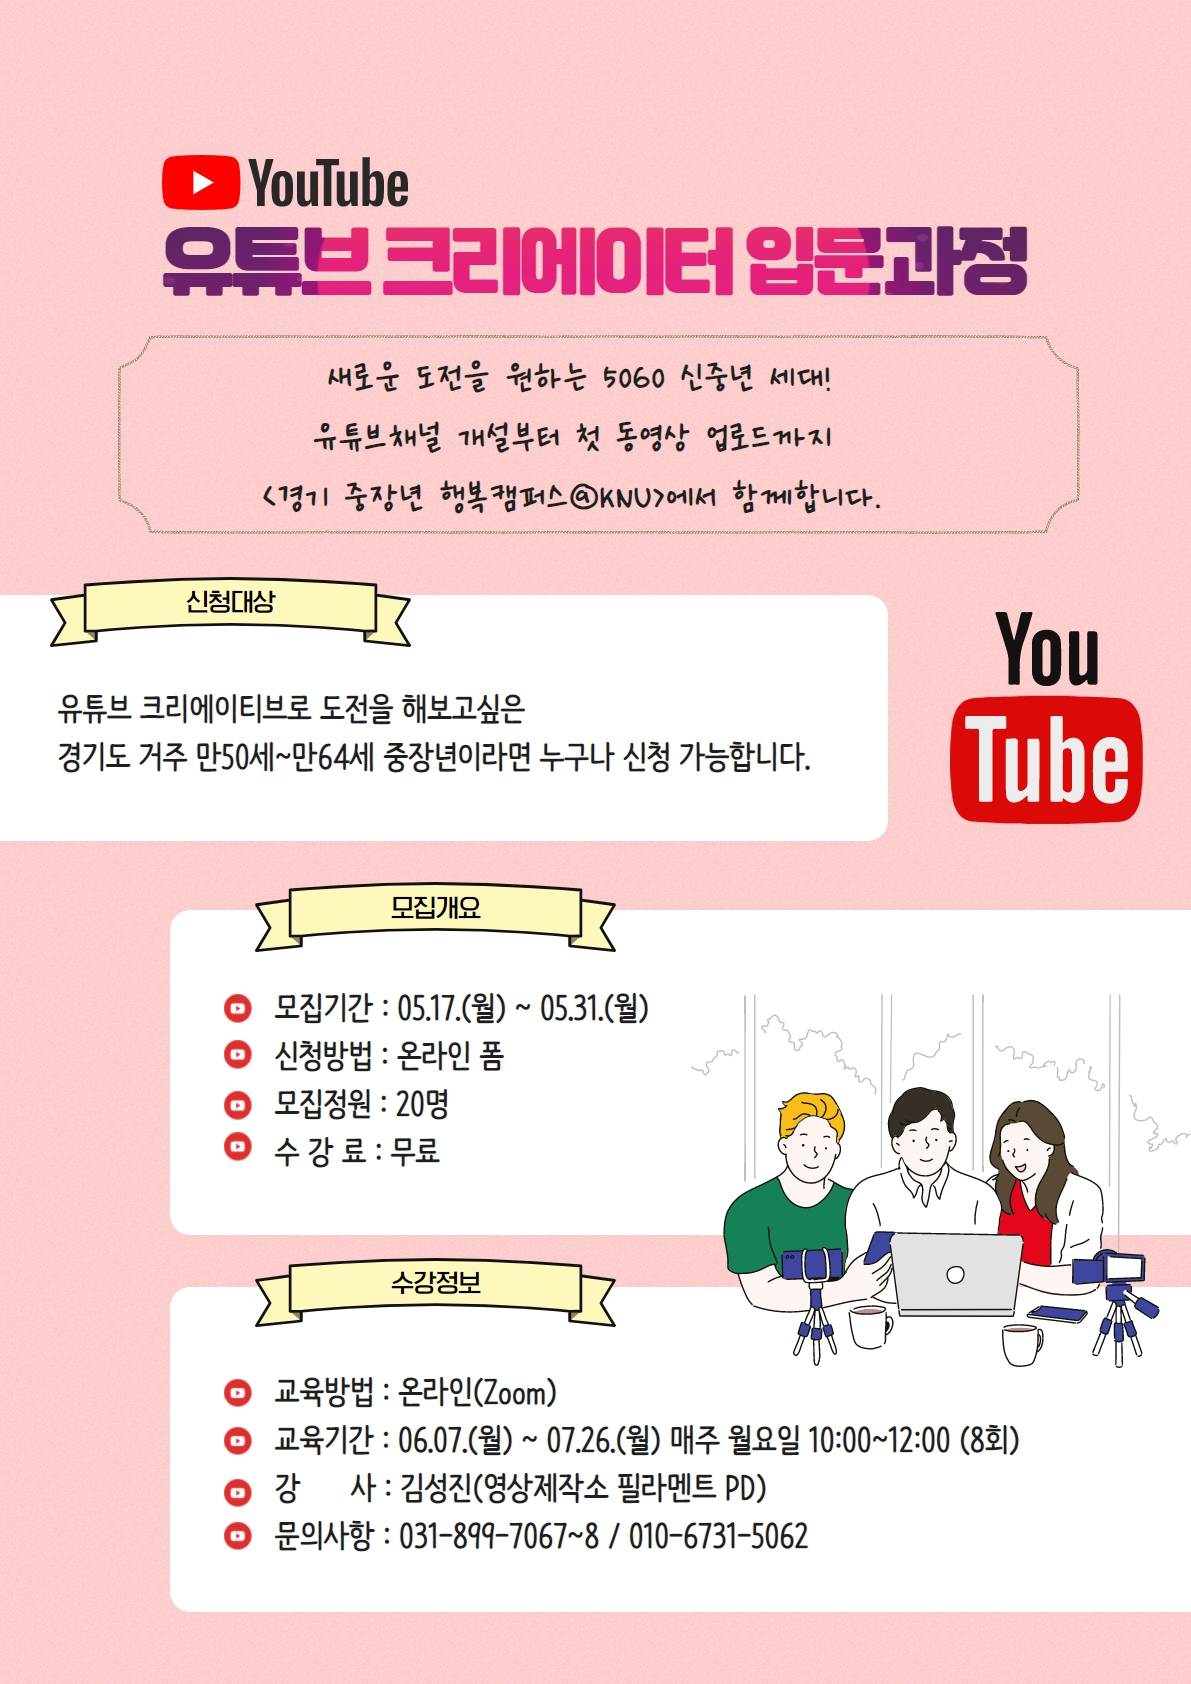 YouTube
유튜브 크리에이터 입문과정
새로운 도전을 원하는 5060 신중년 세대!
유튜브채널 개설부터 첫 동영상 업로드까지
<경기 중장년 행복캠퍼스@KNU>에서 함께합니다.
신청대상
유튜브 크리에이티브로 도전을 해보고싶은
경기도 거주 만50세~만64세 중장년이라면 누구나 신청 가능합니다.
You
Tube
모집개요
모집기간 : 05.17.(월) ~ 05.31.(월)
신청방법 : 온라인 폼
모집정원 : 20명
수 강 료 : 무료
수강정보
교육방법 : 온라인(Zoom)
교육기간 : 06.07.(월) ~ 07.26.(월) 매주 월요일 10:00~12:00 (8회)
강 사 : 김성진(영상제작소 필라멘트 PD)
문의사항 : 031-899-7067~8 / 010-6731-5062